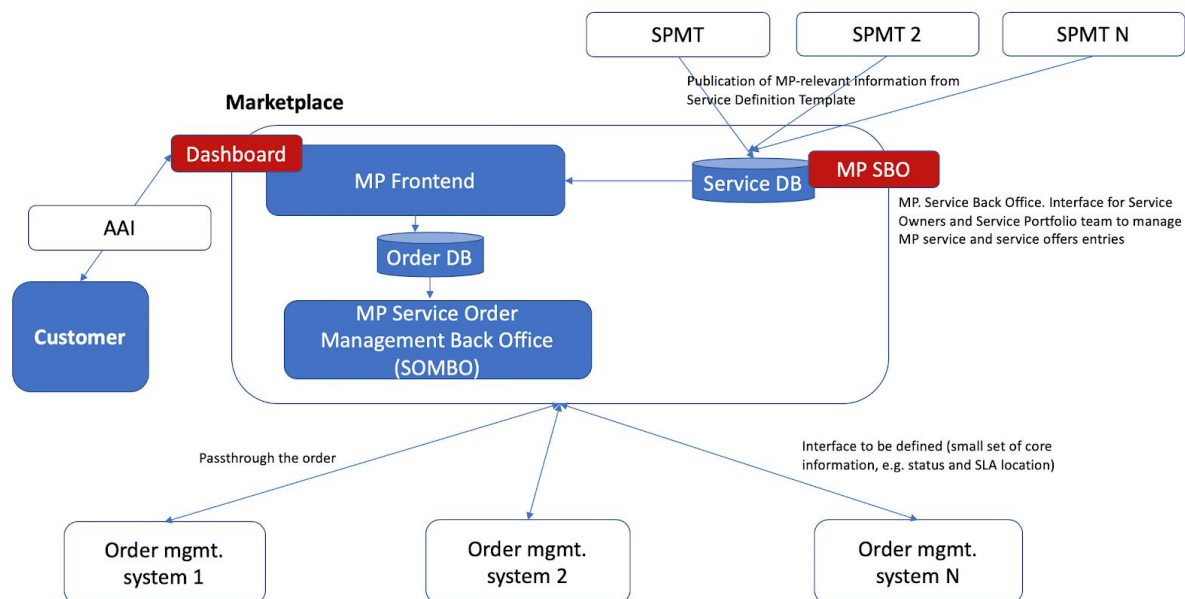 SPMT
SPMT 2
SPMT N
Publication of MP-relevant information from
Service Definition Template
Marketplace
Dashboard
MP Frontend
Service DB
MP SBO
MP. Service Back Office. Interface for Service
Owners and Service Portfolio team to manage
MP service and service offers entries
AAI
Order DB
Customer
MP Service Order
Management Back Office
(SOMBO)
Passthrough the order
Interface to be defined (small set of core
information, e.g. status and SLA location)
Order mgmt.
system 1
Order mgmt.
system 2
Order mgmt.
system N